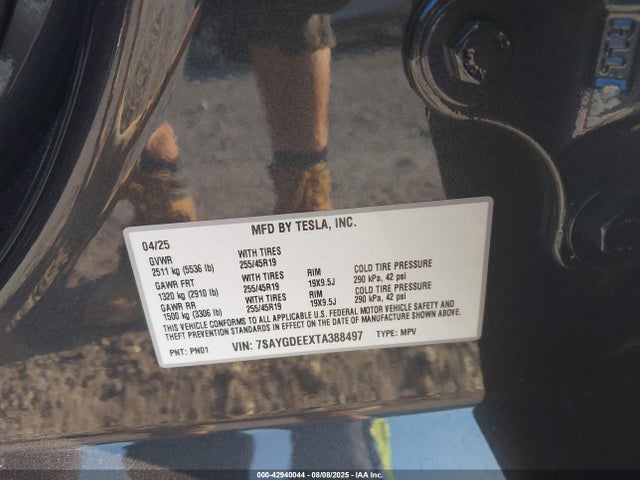 MFD BY TESLA, INC.
04/25
GVWR WITH TIRES
2511 kg (5536 lb) 255/45R19
GAWR FRT WITH TIRES RIM COLD TIRE PRESSURE
1320 kg (2910 lb) 255/45R19 19X9.5J 290 kPa, 42 psi
GAWR RR WITH TIRES RIM COLD TIRE PRESSURE
1500 kg (3306 lb) 255/45R19 19X9.5J 290 kPa, 42 psi
THIS VEHICLE CONFORMS TO ALL APPLICABLE FEDERAL MOTOR VEHICLE SAFETY AND
THEFT PREVENTION STANDARDS IN EFFECT ON THE DATE OF MANUFACTURE SHOWN ABOVE.
PNT: PN01 VIN: 7SAYGDEEXTA388497 TYPE: MPV
000-42940044 - 08/08/2025 - IAA Inc.